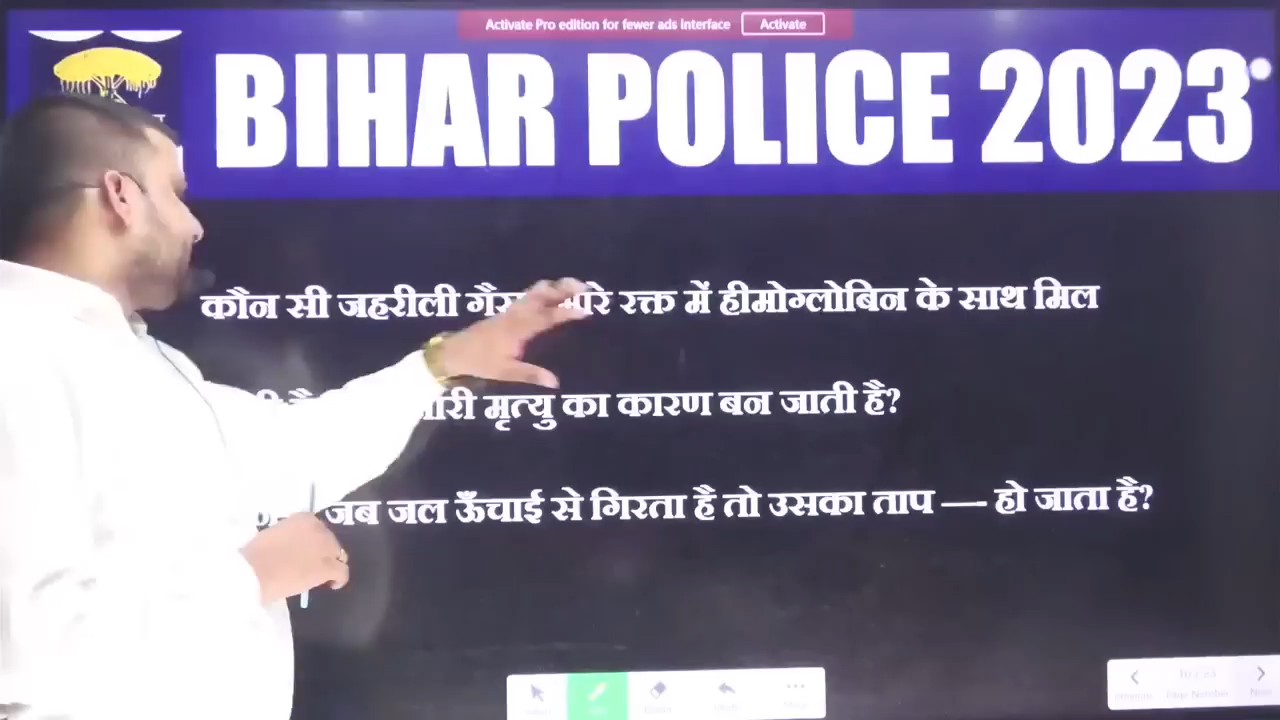 Activate Pro edition for fewer ads interface Activate
BIHAR POLICE 2023
कौन सी जहरीली रक्त में हीमोग्लोबिन के साथ मिल
मृत्यु का कारण बन जाती है?
जब जल ऊँचाई से गिरता है तो उसका ताप — हो जाता है?